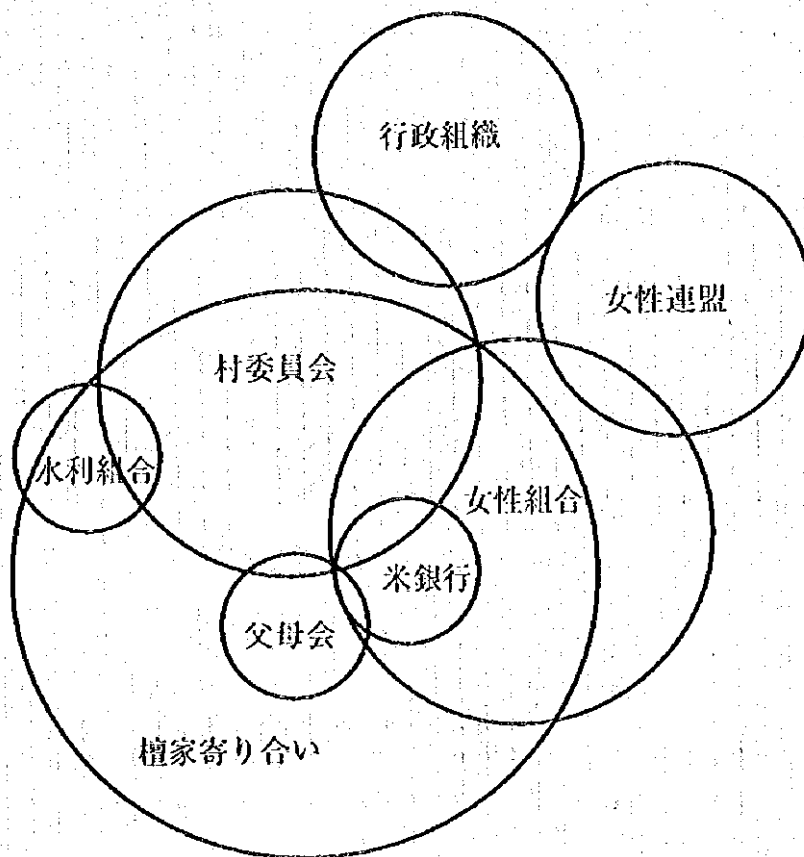 行政組織
女性連盟
村委員会
水利組合
女性組合
米銀行
父母会
檀家寄り合い